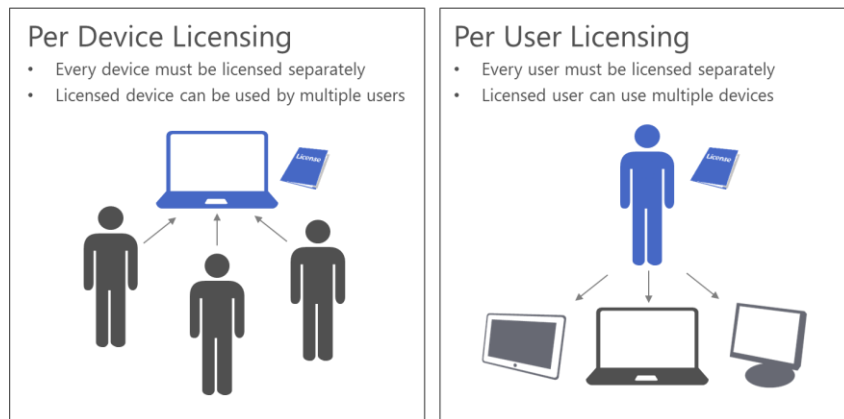 Per Device Licensing
• Every device must be licensed separately
• Licensed device can be used by multiple users
License
Per User Licensing
• Every user must be licensed separately
• Licensed user can use multiple devices
License